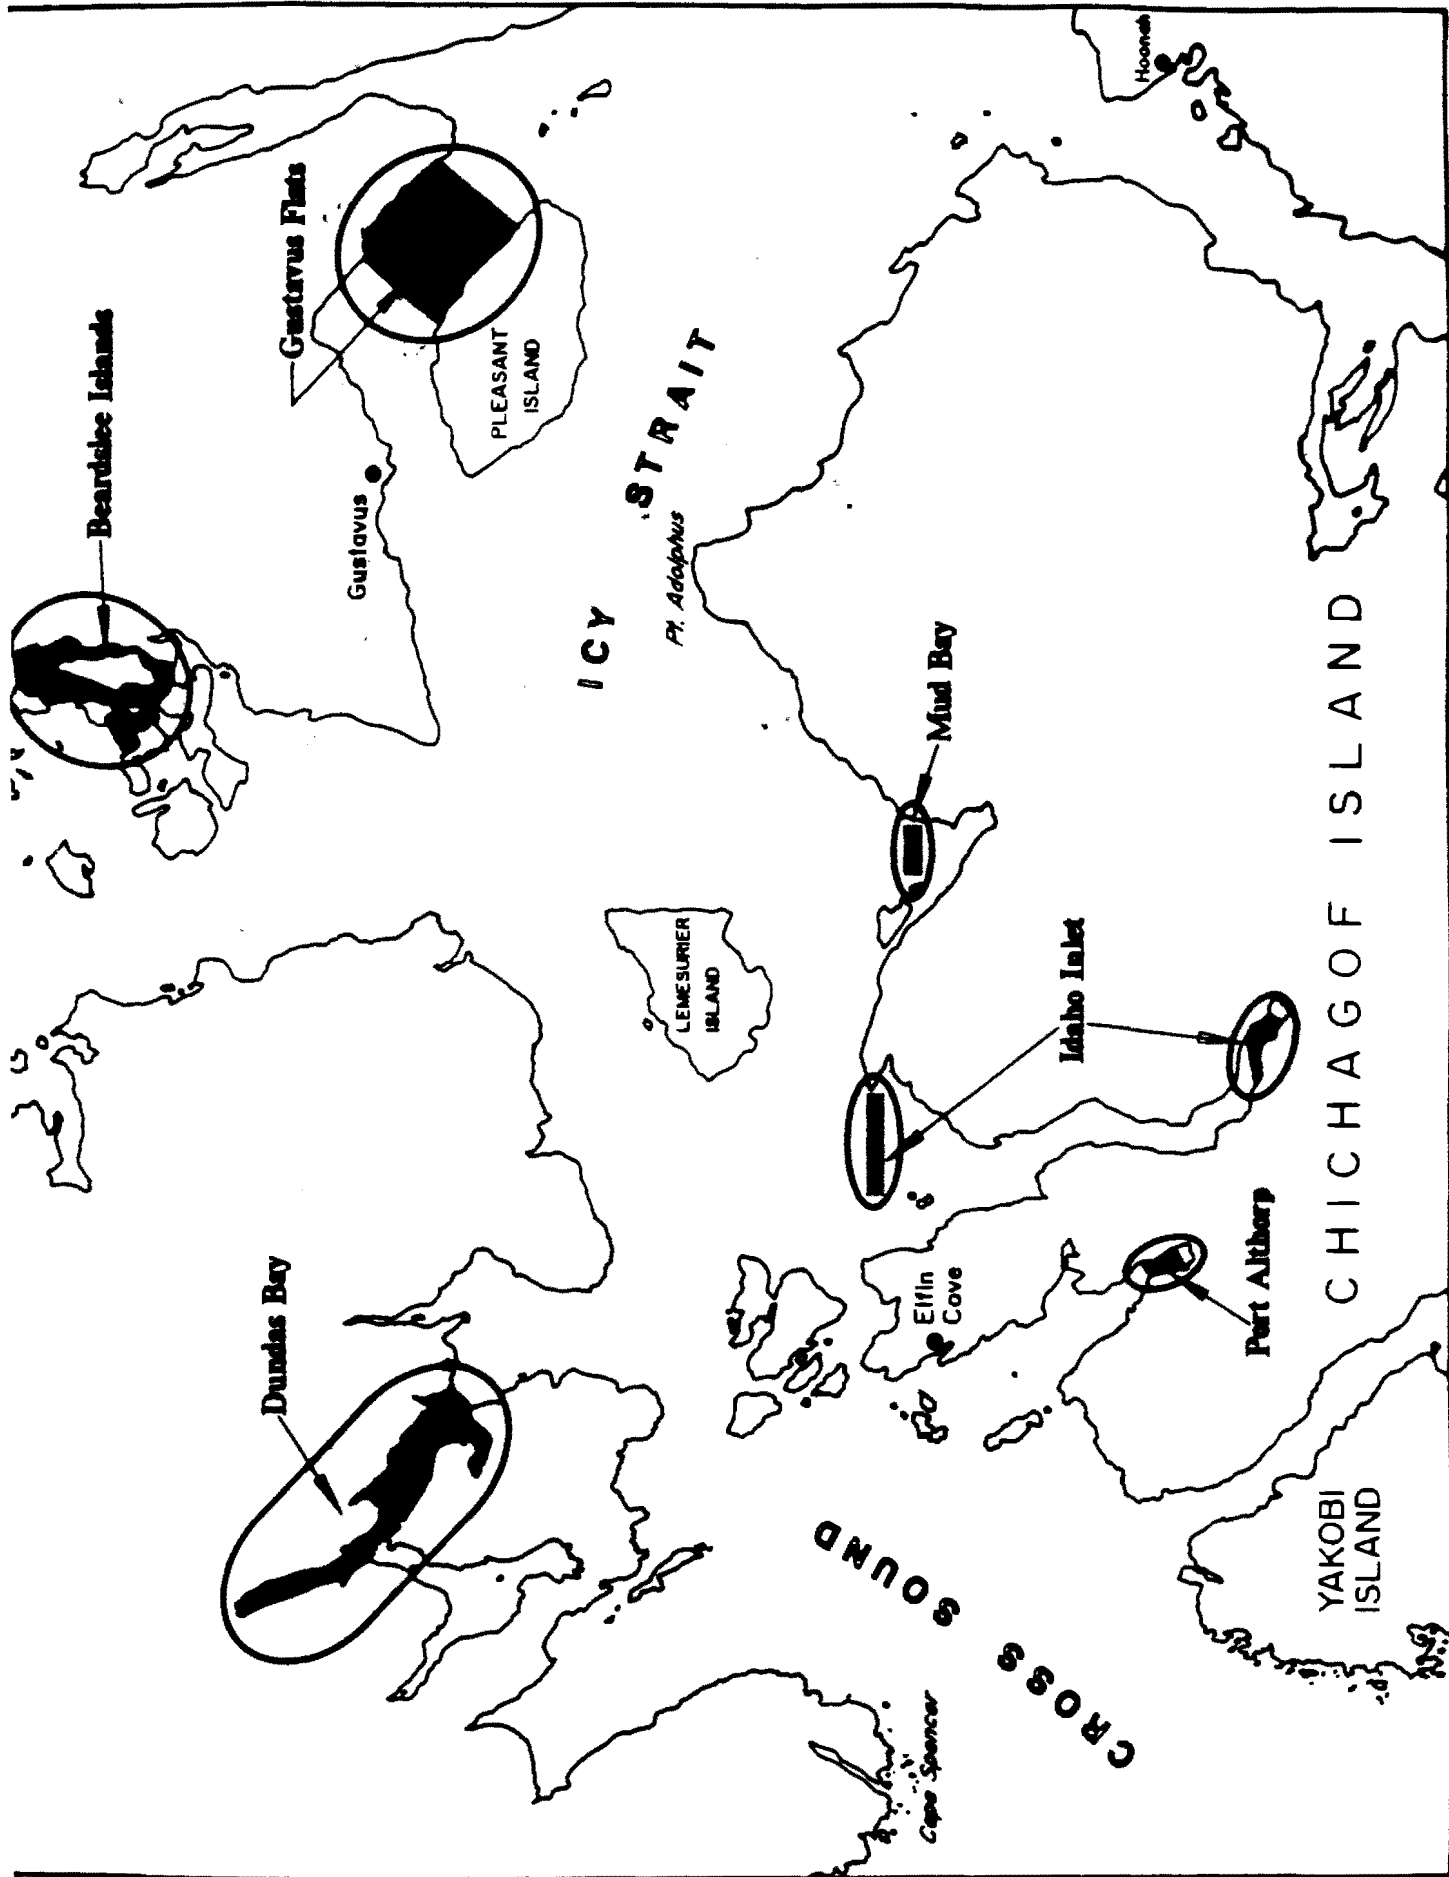 Beardslee Islands
Gustavus Flats
Hoonah
Gustavus
PLEASANT
ISLAND
ICY STRAIT
Pt. Adolphus
Mud Bay
LEMESURIER
ISLAND
Idaho Inlet
Dundas Bay
Elfin
Cove
Port Althorp
CHICHAGOF ISLAND
CROSS SOUND
Cape Spencer
YAKOBI
ISLAND